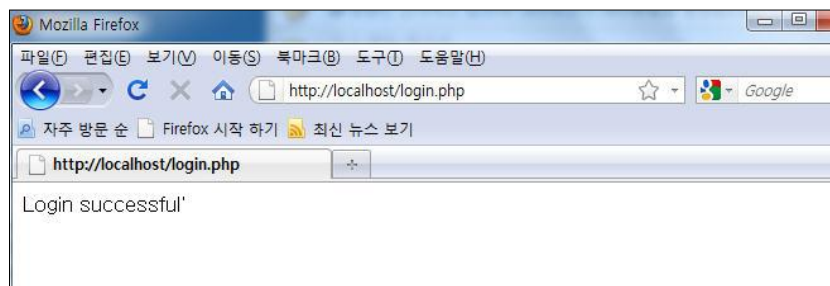 Mozilla Firefox
파일(F) 편집(E) 보기(V) 이동(S) 북마크(B) 도구(T) 도움말(H)
http://localhost/login.php Google
자주 방문 순 Firefox 시작 하기 최신 뉴스 보기
http://localhost/login.php
Login successful'